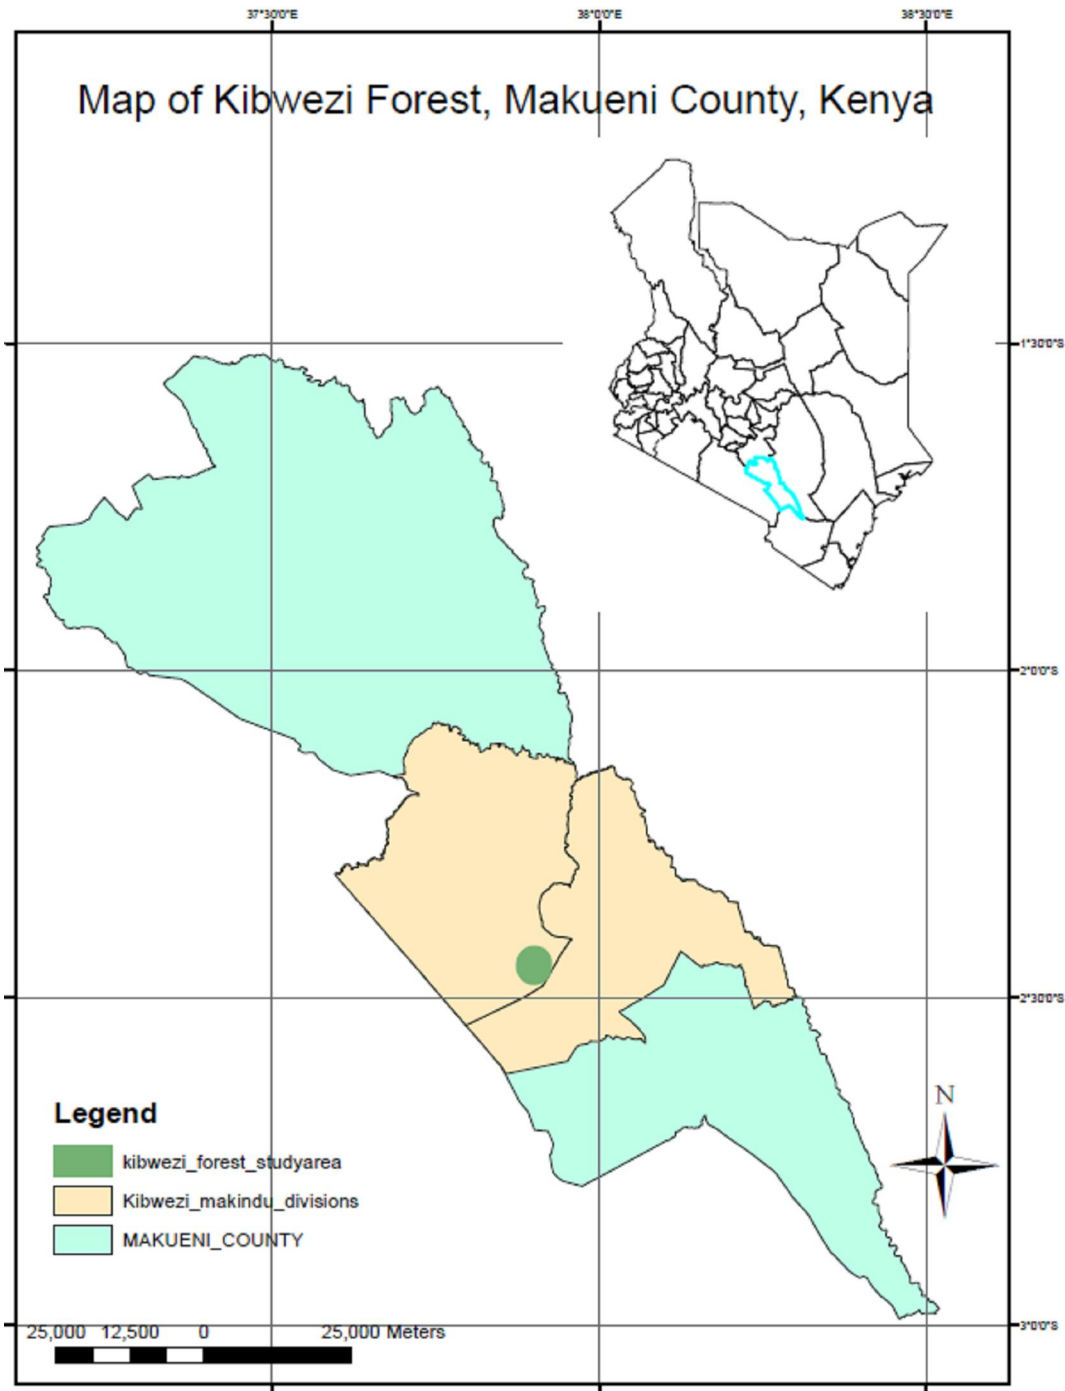 37°30'0"E 38°0'0"E 38°30'0"E
Map of Kibwezi Forest, Makueni County, Kenya
1°30'0"S
2°0'0"S
2°30'0"S
N
Legend
kibwezi_forest_studyarea
Kibwezi_makindu_divisions
MAKUENI_COUNTY
25,000 12,500 0 25,000 Meters
3°0'0"S